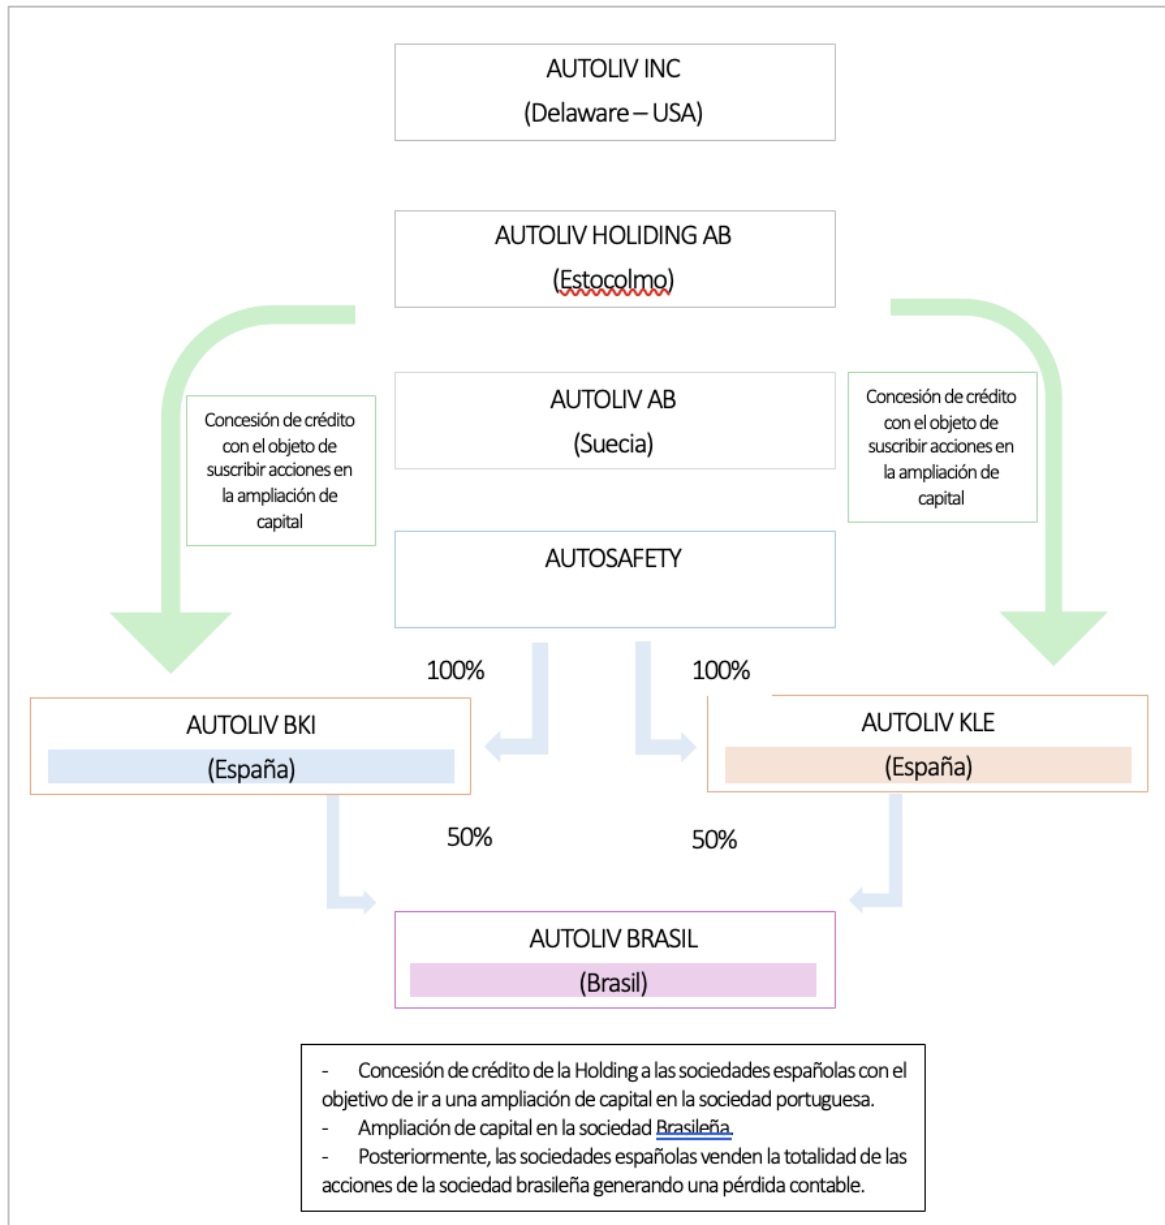 AUTOLIV INC
(Delaware – USA)
AUTOLIV HOLIDING AB
(Estocolmo)
Concesión de crédito
con el objeto de
suscribir acciones en
la ampliación de
capital
AUTOLIV AB
(Suecia)
Concesión de crédito
con el objeto de
suscribir acciones en
la ampliación de
capital
AUTOSAFETY
100%
100%
AUTOLIV BKI
(España)
AUTOLIV KLE
(España)
50%
50%
AUTOLIV BRASIL
(Brasil)
- Concesión de crédito de la Holding a las sociedades españolas con el
objetivo de ir a una ampliación de capital en la sociedad portuguesa.
- Ampliación de capital en la sociedad Brasileña.
- Posteriormente, las sociedades españolas venden la totalidad de las
acciones de la sociedad brasileña generando una pérdida contable.